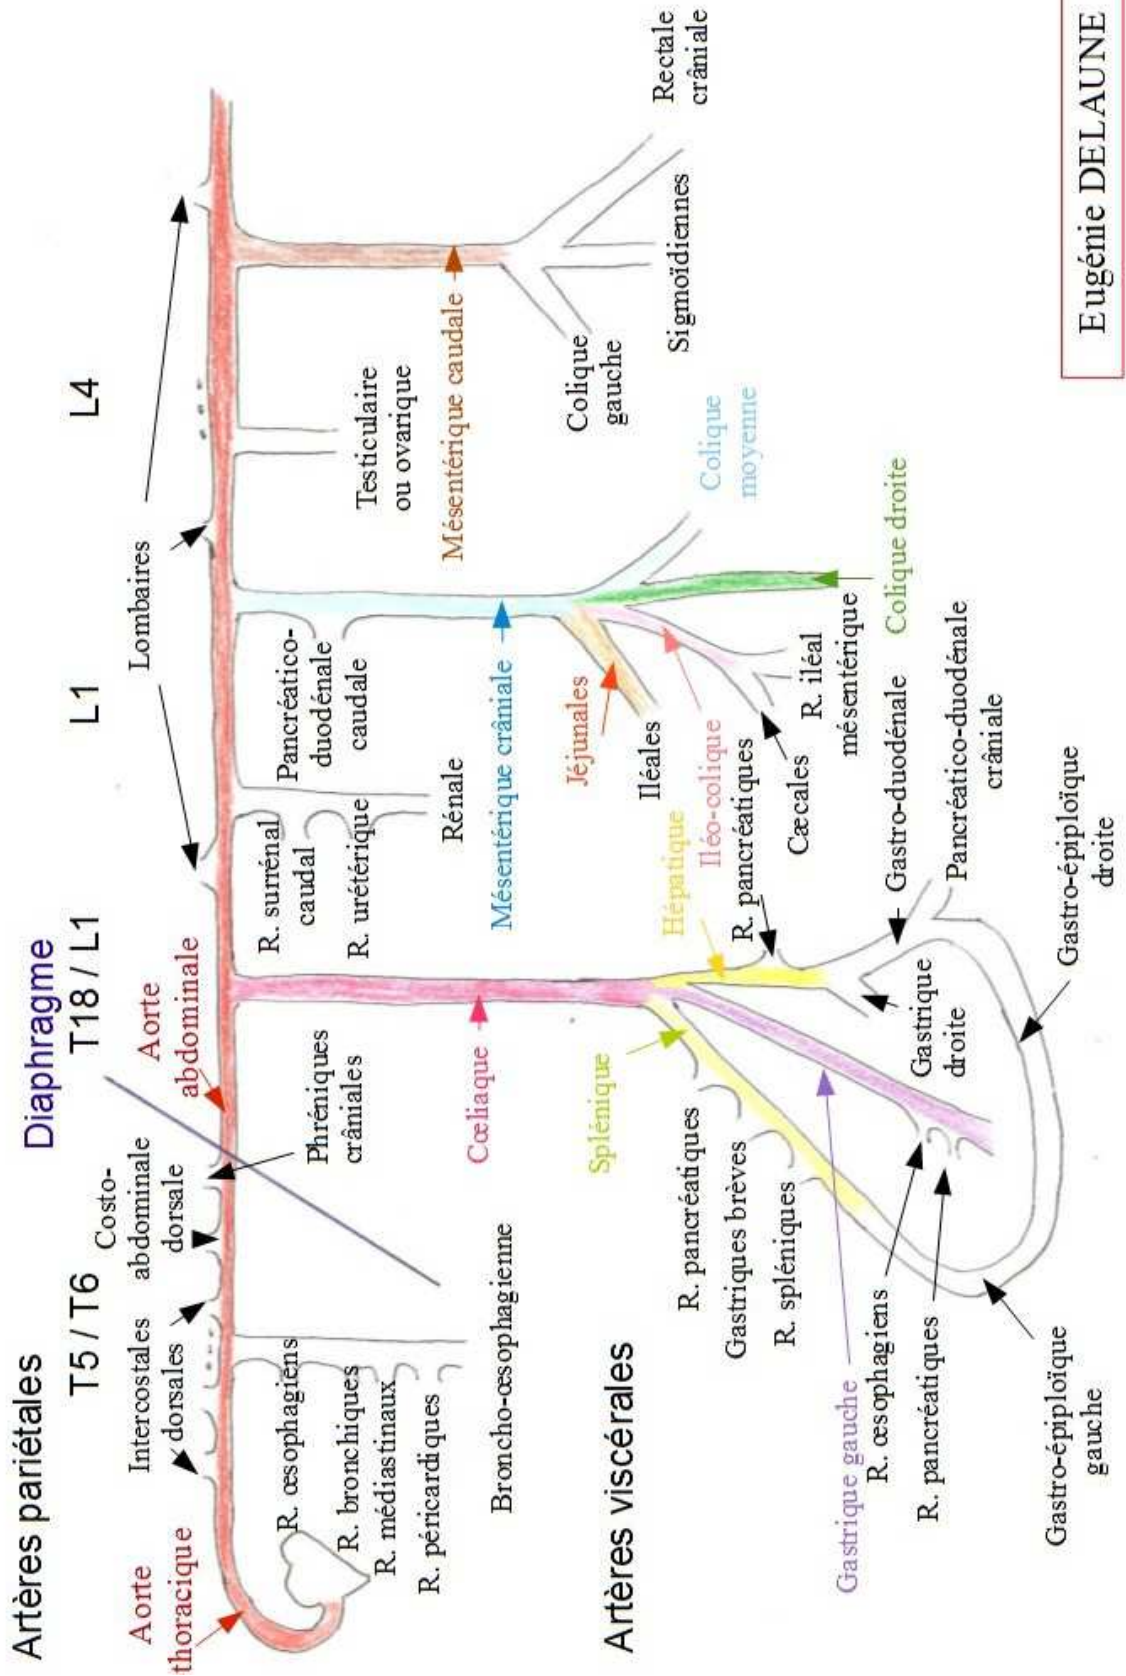 Artères pariétales
Diaphragme
T5 / T6
T18 / L1
L1
L4
Aorte
thoracique
Intercostales
dorsales
Costo-
abdominale
dorsale
Aorte
abdominale
Lombaires
Phréniques
crâniales
R. œsophagiens
R. bronchiques
R. médiastinaux
R. péricardiques
Broncho-œsophagienne
R. surrénal
caudal
R. urétérique
Rénale
Pancréatico-
duodénale
caudale
Testiculaire
ou ovarique
Cœliaque
Mésentérique crâniale
Mésentérique caudale
Colique
gauche
Sigmoïdiennes
Rectale
crâniale
Artères viscérales
Splénique
Hépatique
Jéjunales
Iléales
Iléo-colique
Colique
moyenne
R. pancréatiques
Gastriques brèves
R. spléniques
R. pancréatiques
Cæcales
R. iléal
mésentérique
Colique droite
Gastrique gauche
R. œsophagiens
R. pancréatiques
Gastrique
droite
Gastro-duodénale
Pancréatico-duodénale
crâniale
Gastro-épiploïque
gauche
Gastro-épiploïque
droite
Eugénie DELAUNE